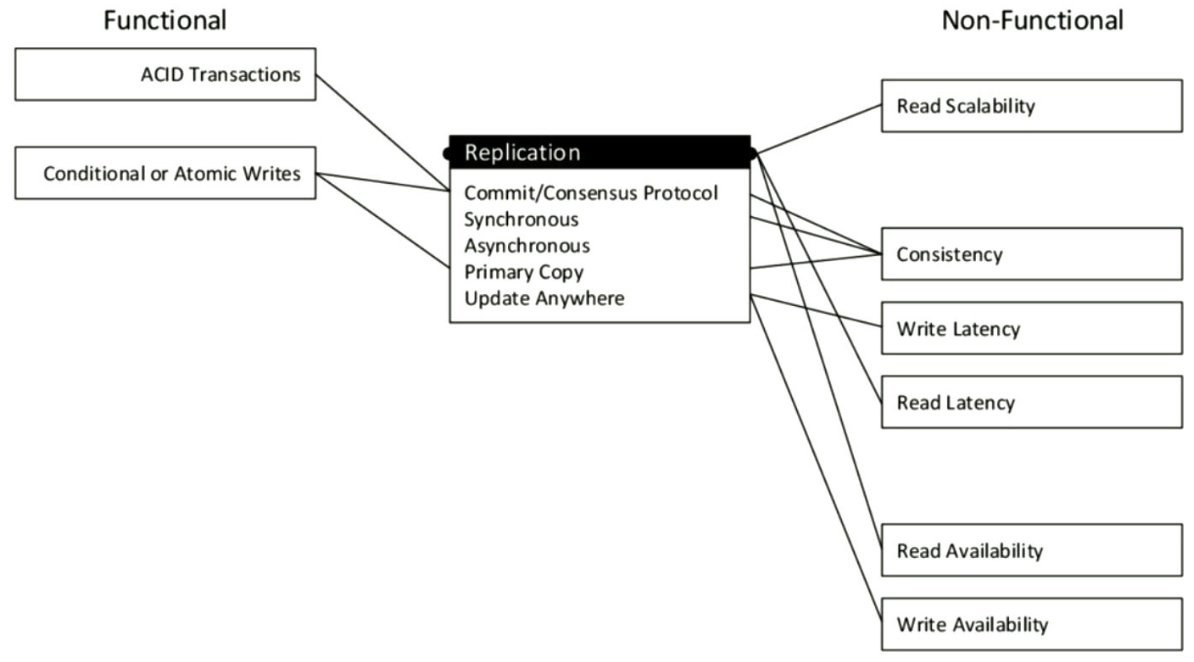 Functional
Non-Functional
ACID Transactions
Conditional or Atomic Writes
Replication
Commit/Consensus Protocol
Synchronous
Asynchronous
Primary Copy
Update Anywhere
Read Scalability
Consistency
Write Latency
Read Latency
Read Availability
Write Availability